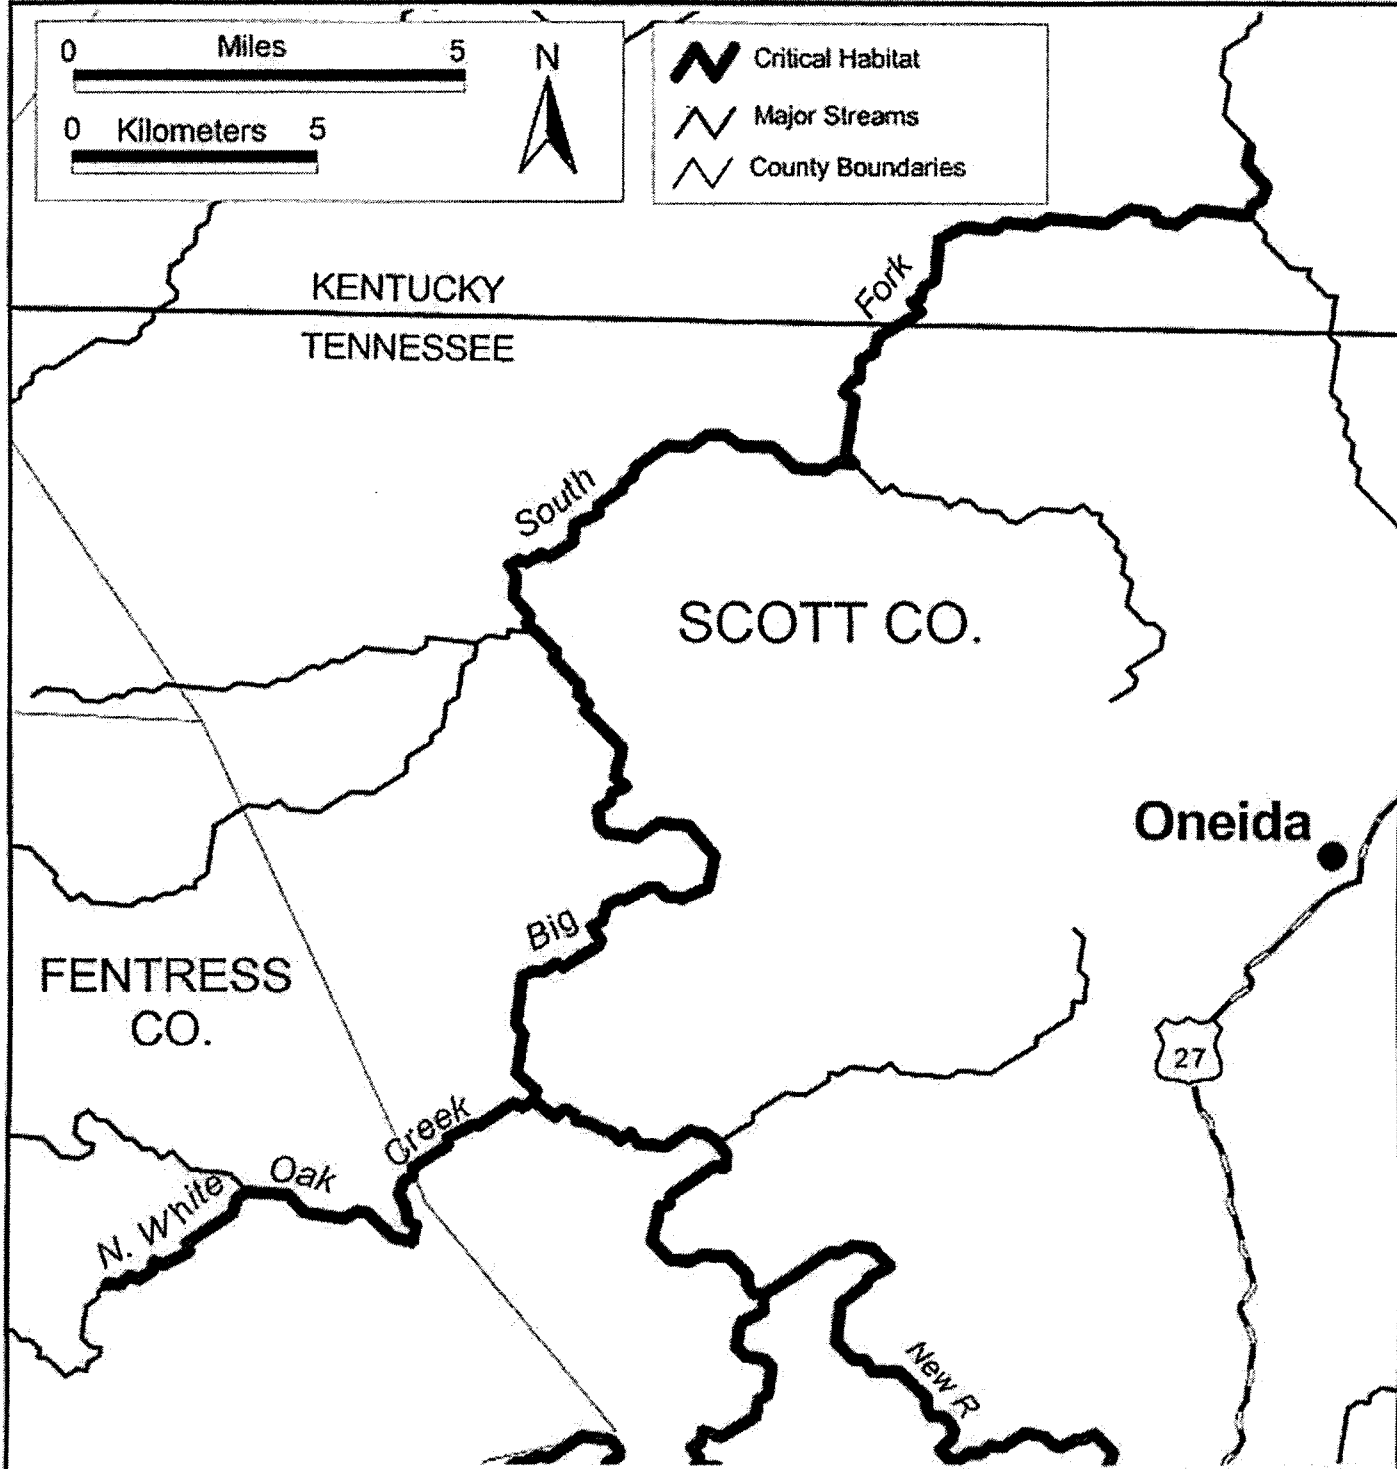 0 Miles 5
N
0 Kilometers 5
Critical Habitat
Major Streams
County Boundaries
KENTUCKY
TENNESSEE
Fork
South
SCOTT CO.
Oneida
Big
FENTRESS
CO.
27
Creek
Oak
N. White
New R